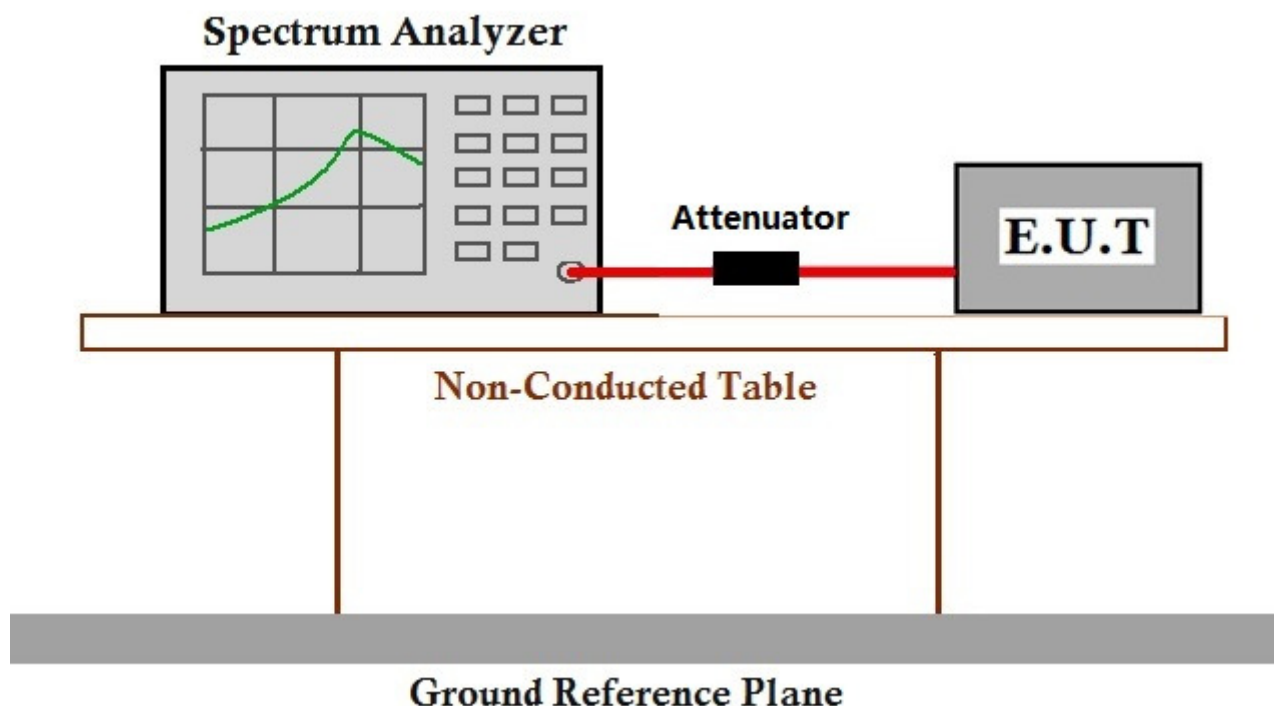 Spectrum Analyzer
Attenuator
E.U.T
Non-Conducted Table
Ground Reference Plane